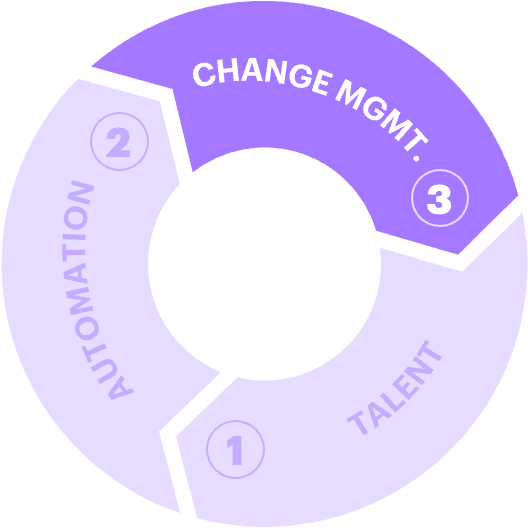 CHANGE MGMT.
3
2
AUTOMATION
TALENT
1